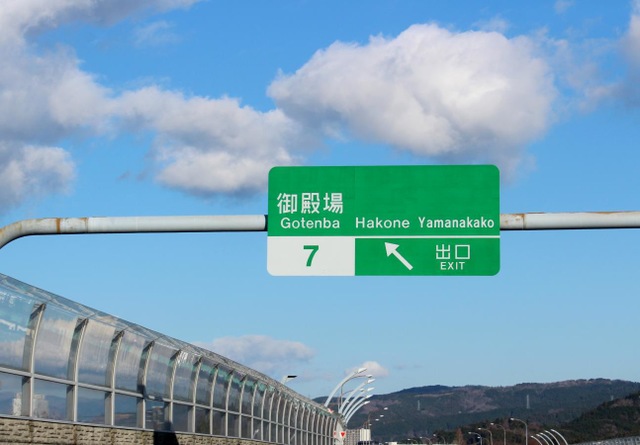 御殿場
Gotenba Hakone Yamanakako
7 出口
EXIT